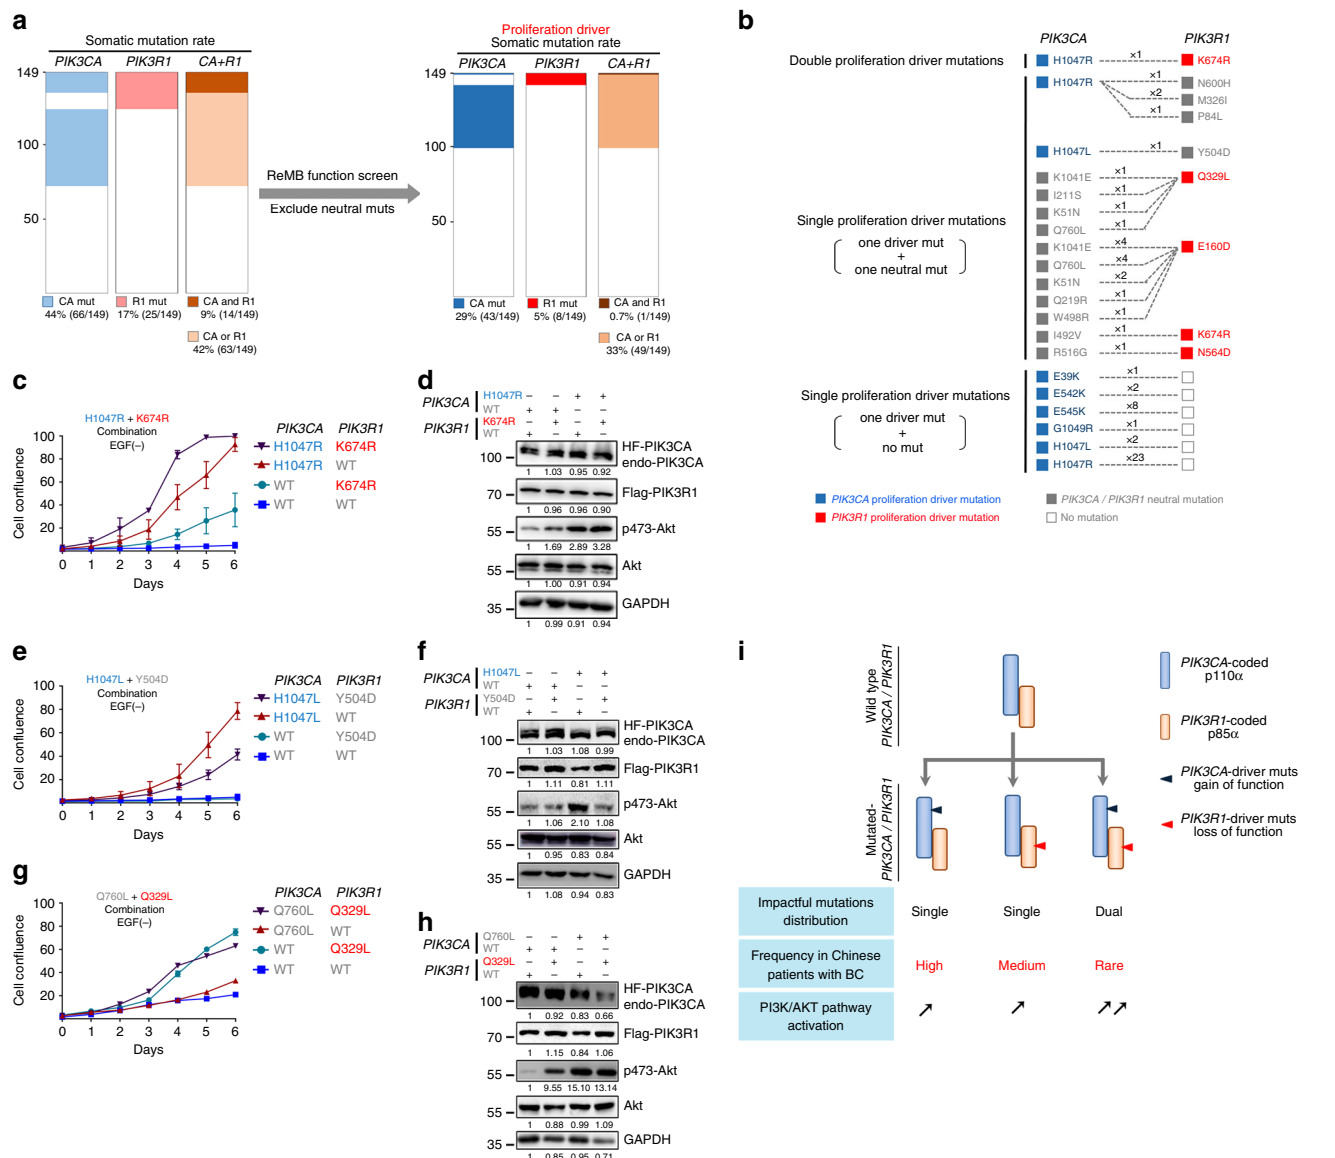 a
Somatic mutation rate
PIK3CA PIK3R1 CA+R1
149
100
50
CA mut
44% (66/149)
R1 mut
17% (25/149)
CA and R1
9% (14/149)
CA or R1
42% (63/149)
ReMB function screen
Exclude neutral muts
Proliferation driver
Somatic mutation rate
PIK3CA PIK3R1 CA+R1
149
100
50
CA mut
29% (43/149)
R1 mut
5% (8/149)
CA and R1
0.7% (1/149)
CA or R1
33% (49/149)
b
PIK3CA PIK3R1
Double proliferation driver mutations
H1047R ×1 K674R
H1047R ×1 N600H
×2 M326I
×1 P84L
H1047L ×1 Y504D
Single proliferation driver mutations
one driver mut
+
one neutral mut
K1041E ×1 Q329L
I211S ×1
K51N ×1
Q760L ×1
K1041E ×4 E160D
Q760L ×4
K51N ×2
Q219R ×1
W498R ×1
I492V ×1 K674R
R516G ×1 N564D
Single proliferation driver mutations
one driver mut
+
no mut
E39K ×1
E542K ×2
E545K ×8
G1049R ×1
H1047L ×2
H1047R ×23
PIK3CA proliferation driver mutation
PIK3R1 proliferation driver mutation
PIK3CA / PIK3R1 neutral mutation
No mutation
c
H1047R + K674R
Combination
EGF(–)
Cell confluence
100
80
60
40
20
0 1 2 3 4 5 6
Days
PIK3CA PIK3R1
H1047R K674R
H1047R WT
WT K674R
WT WT
d
PIK3CA
H1047R – – + +
WT + + – –
PIK3R1
K674R – + – +
WT + – + –
100
HF-PIK3CA
endo-PIK3CA
1 1.03 0.95 0.92
70
Flag-PIK3R1
1 0.96 0.96 0.90
55
p473-Akt
1 1.69 2.89 3.28
55
Akt
1 1.00 0.91 0.94
35
GAPDH
1 0.99 0.91 0.94
e
H1047L + Y504D
Combination
EGF(–)
Cell confluence
100
80
60
40
20
0 1 2 3 4 5 6
Days
PIK3CA PIK3R1
H1047L Y504D
H1047L WT
WT Y504D
WT WT
f
PIK3CA
H1047L – – + +
WT + + – –
PIK3R1
Y504D – + – +
WT + – + –
100
HF-PIK3CA
endo-PIK3CA
1 1.03 1.08 0.99
70
Flag-PIK3R1
1 1.11 0.81 1.11
p473-Akt
55
1 1.06 2.10 1.08
55
Akt
1 0.95 0.83 0.84
35
GAPDH
1 1.08 0.94 0.83
g
Q760L + Q329L
Combination
EGF(–)
Cell confluence
100
80
60
40
20
0 1 2 3 4 5 6
Days
PIK3CA PIK3R1
Q760L Q329L
Q760L WT
WT Q329L
WT WT
h
PIK3CA
Q760L – – + +
WT + + – –
PIK3R1
Q329L – + – +
WT + – + –
100
HF-PIK3CA
endo-PIK3CA
1 0.92 0.83 0.66
70
Flag-PIK3R1
1 1.15 0.84 1.06
55
p473-Akt
1 9.55 15.10 13.14
55
Akt
1 0.88 0.99 1.09
35
GAPDH
1 0.85 0.95 0.71
i
Wild type
PIK3CA / PIK3R1
Mutated-
PIK3CA / PIK3R1
PIK3CA-coded
p110α
PIK3R1-coded
p85α
PIK3CA-driver muts
gain of function
PIK3R1-driver muts
loss of function
Impactful mutations
distribution
Single Single Dual
Frequency in Chinese
patients with BC
High Medium Rare
PI3K/AKT pathway
activation